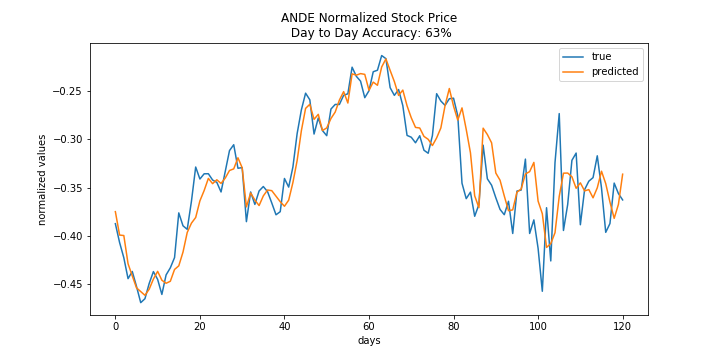 ANDE Normalized Stock Price
Day to Day Accuracy: 63%
true
predicted
normalized values
−0.25
−0.30
−0.35
−0.40
−0.45
0
20
40
60
80
100
120
days